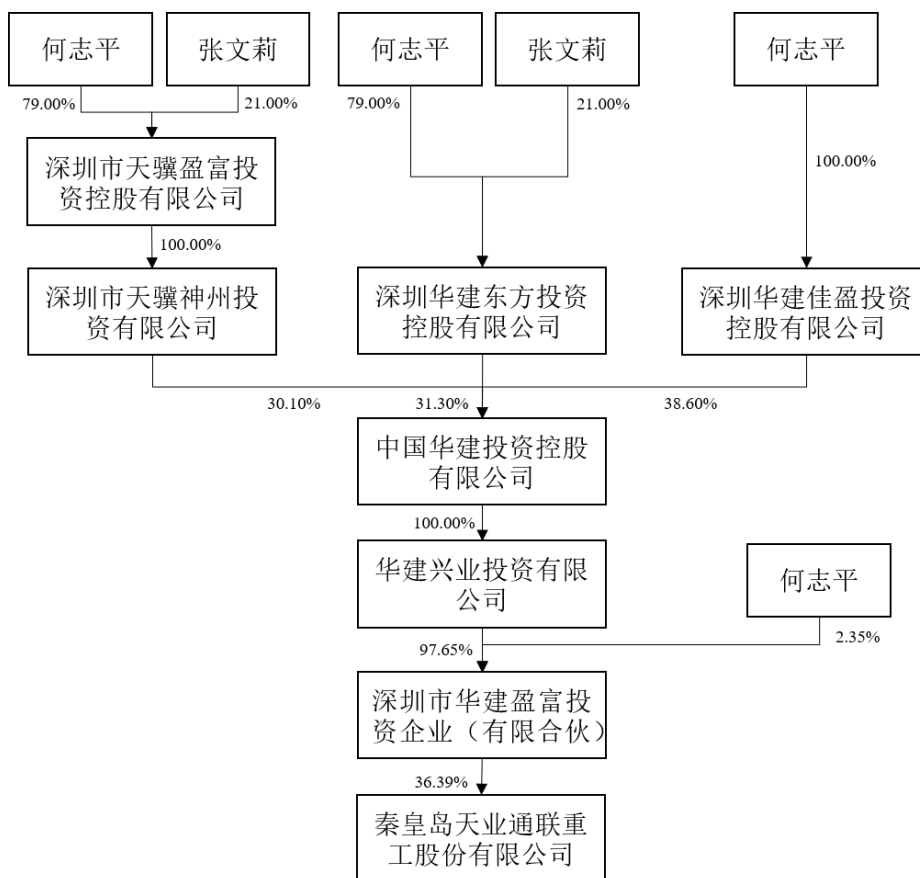 何志平
张文莉
何志平
张文莉
何志平
79.00%
21.00%
79.00%
21.00%
100.00%
深圳市天骥盈富投
资控股有限公司
100.00%
深圳市天骥神州投
资有限公司
深圳华建东方投资
控股有限公司
深圳华建佳盈投资
控股有限公司
30.10%
31.30%
38.60%
中国华建投资控股
有限公司
100.00%
华建兴业投资有限
公司
何志平
97.65%
2.35%
深圳市华建盈富投
资企业（有限合伙）
36.39%
秦皇岛天业通联重
工股份有限公司